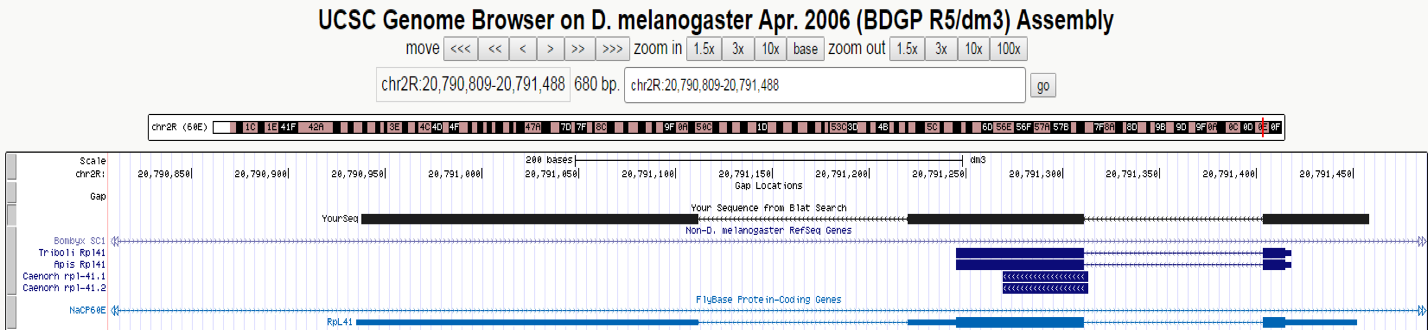 UCSC Genome Browser on D. melanogaster Apr. 2006 (BDGP R5/dm3) Assembly
move <<< << < > >> >>> zoom in 1.5x 3x 10x base zoom out 1.5x 3x 10x 100x
chr2R:20,790,809-20,791,488 680 bp. chr2R:20,790,809-20,791,488 go
chr2R (60E) 1C 1E 41F 42A 3E 4C 4D 4F 47A 7D 7F 8C 9F 0A 50C 1D 53C 3D 4B 5C 6D 56E 56F 57A 57B 7F 8A 8D 9B 9D 9F 0A 0C 0D 0E 0F
Scale 200 bases dm3
chr2R: 20,790,850 20,790,900 20,790,950 20,791,000 20,791,050 20,791,100 20,791,150 20,791,200 20,791,250 20,791,300 20,791,350 20,791,400 20,791,450
Gap Locations
Gap
Your Sequence from Blat Search
YourSeq
Non-D. melanogaster RefSeq Genes
Bombyx SC1
Triboli Rpl41
Apis Rpl41
Caenorh rpl-41.1
Caenorh rpl-41.2
FlyBase Protein-Coding Genes
NaCP60E
RpL41